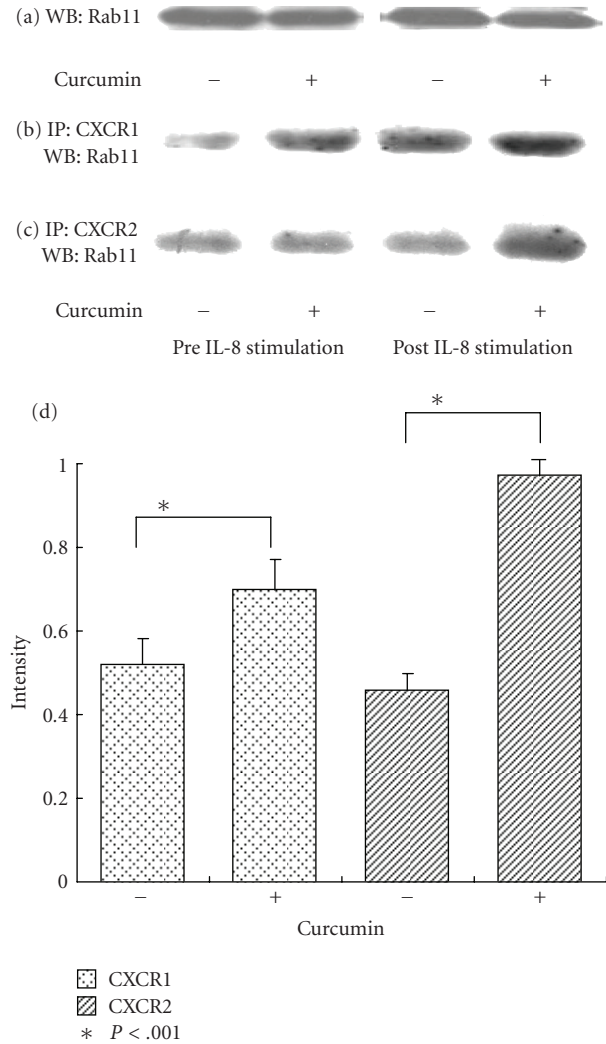 (a) WB: Rab11
Curcumin − + − +
(b) IP: CXCR1
WB: Rab11
(c) IP: CXCR2
WB: Rab11
Curcumin − + − +
Pre IL-8 stimulation Post IL-8 stimulation
(d)
∗
∗
1
0.8
0.6
0.4
0.2
0
Intensity
− + − +
Curcumin
CXCR1
CXCR2
∗ P < .001